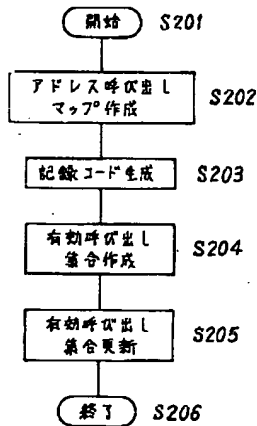 開始 S201
アドレス呼び出し
マップ作成 S202
記録コード生成 S203
有効呼び出し
集合作成 S204
有効呼び出し
集合更新 S205
終了 S206